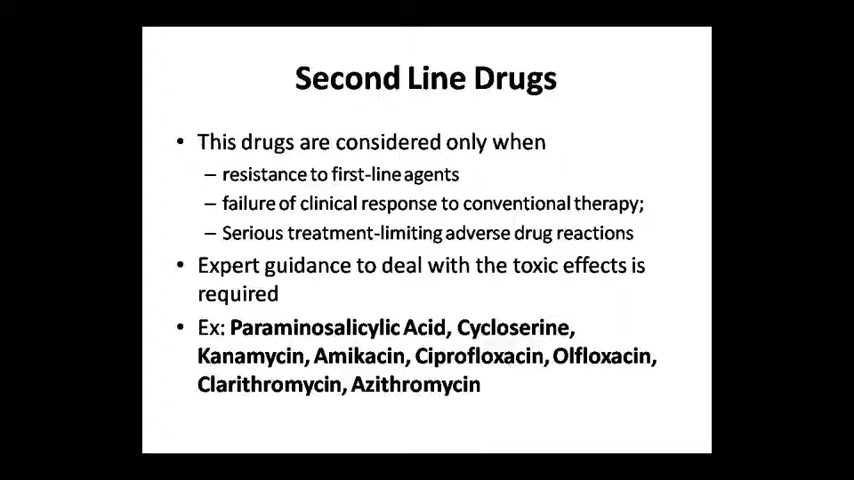 Second Line Drugs
• This drugs are considered only when
– resistance to first-line agents
– failure of clinical response to conventional therapy;
– Serious treatment-limiting adverse drug reactions
• Expert guidance to deal with the toxic effects is
required
• Ex: Paraminosalicylic Acid, Cycloserine,
Kanamycin, Amikacin, Ciprofloxacin, Olfloxacin,
Clarithromycin, Azithromycin